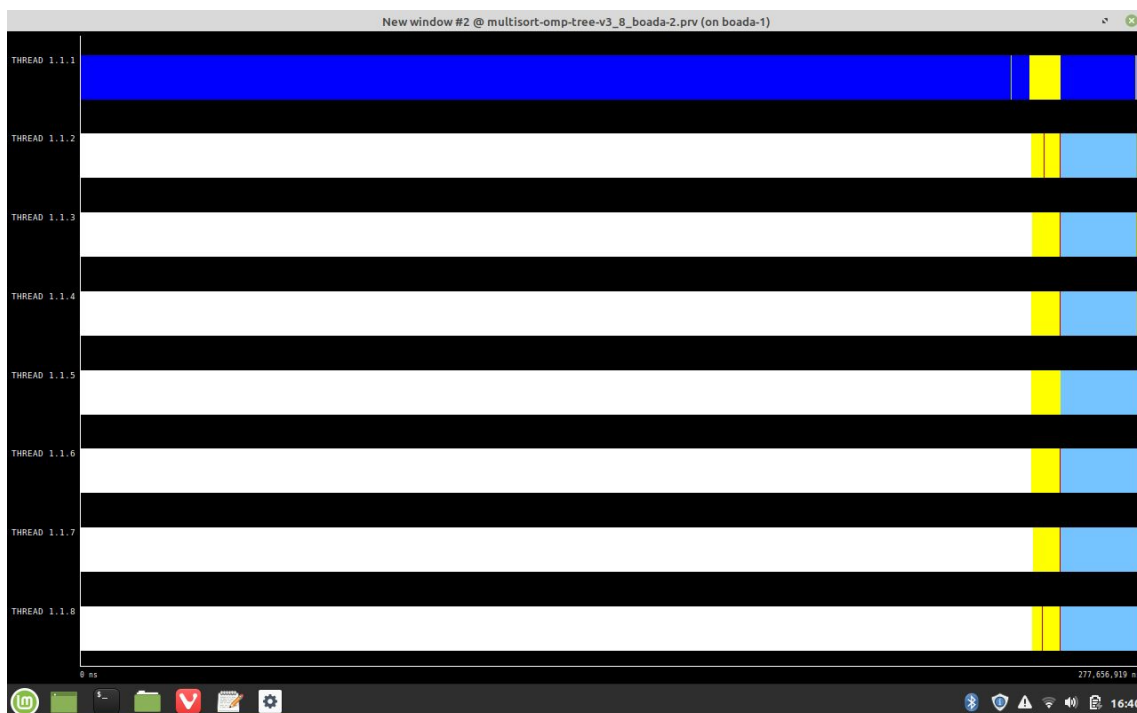 New window #2 @ multisort-omp-tree-v3_8_boada-2.prv (on boada-1)
THREAD 1.1.1
THREAD 1.1.2
THREAD 1.1.3
THREAD 1.1.4
THREAD 1.1.5
THREAD 1.1.6
THREAD 1.1.7
THREAD 1.1.8
0 ns
277,656,919 n
$_
16:46